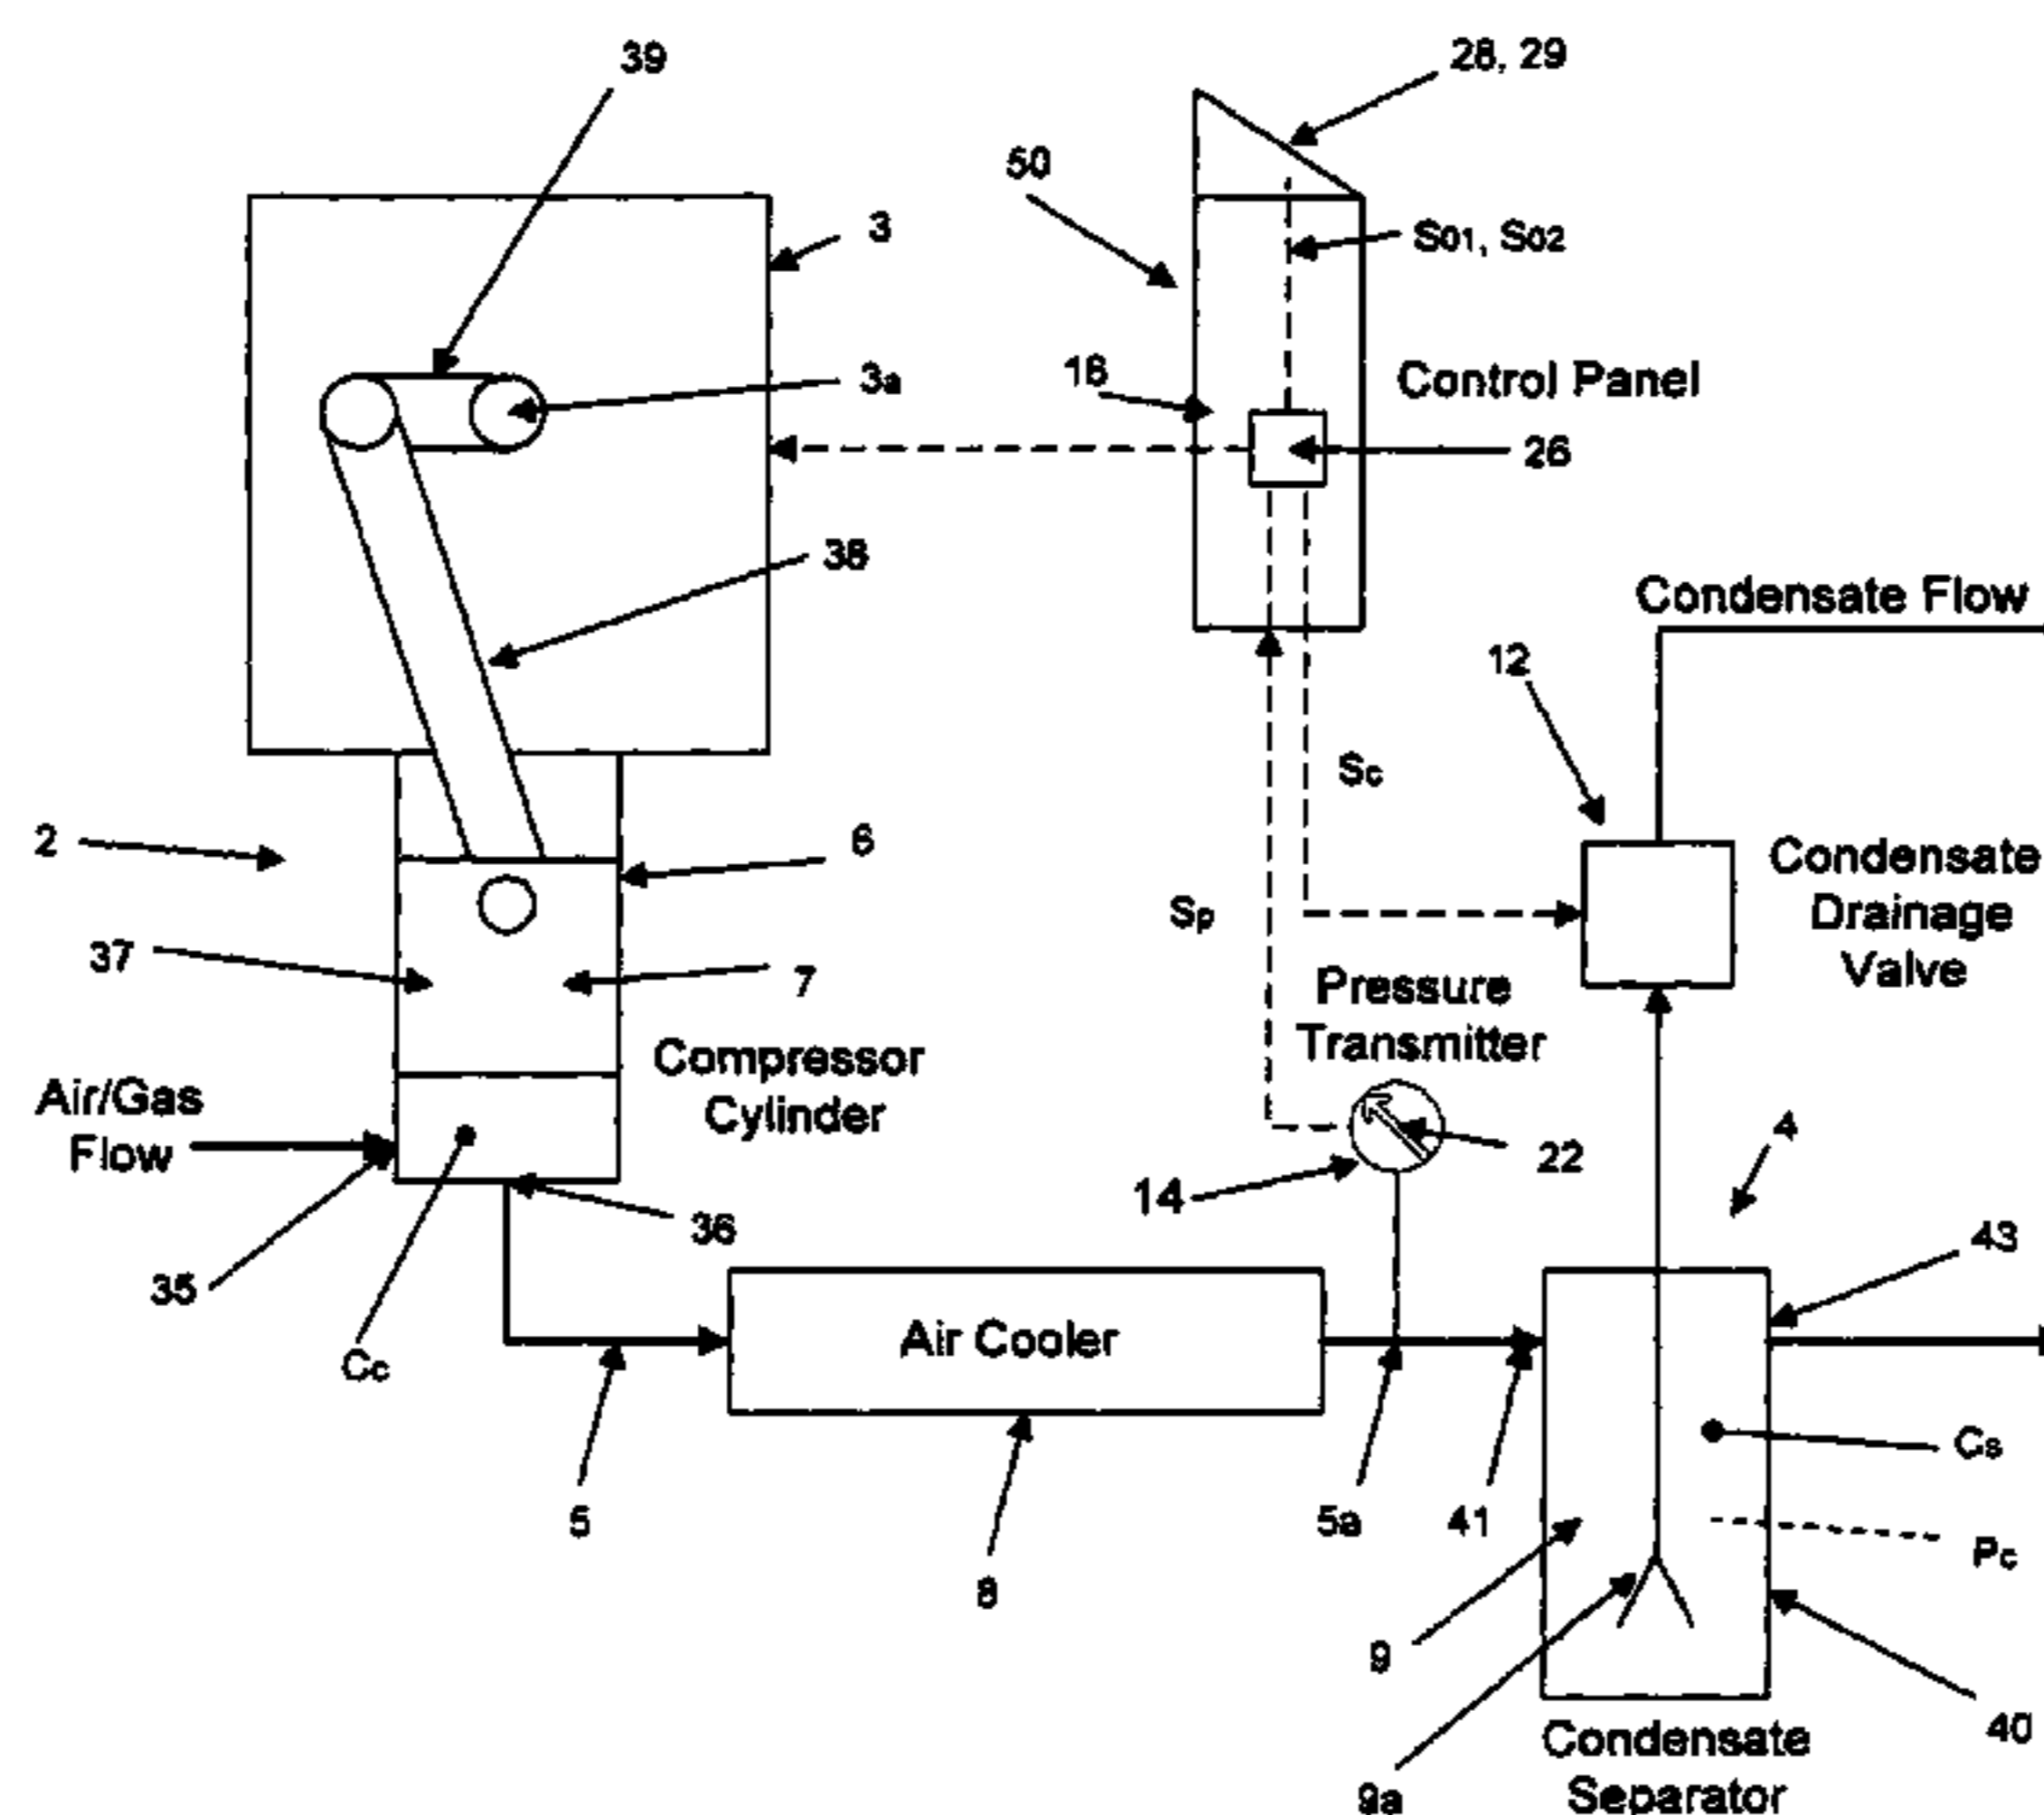 39
28, 29
50
3
S01, S02
3a
16
Control Panel
26
38
Condensate Flow
12
Sc
2
6
Condensate
Drainage
Valve
Sp
37
7
Pressure
Transmitter
Compressor
Cylinder
Air/Gas
Flow
4
22
14
36
43
35
Air Cooler
Cc
Cs
5
5a
41
Pc
8
9
40
Condensate
Separator
9a